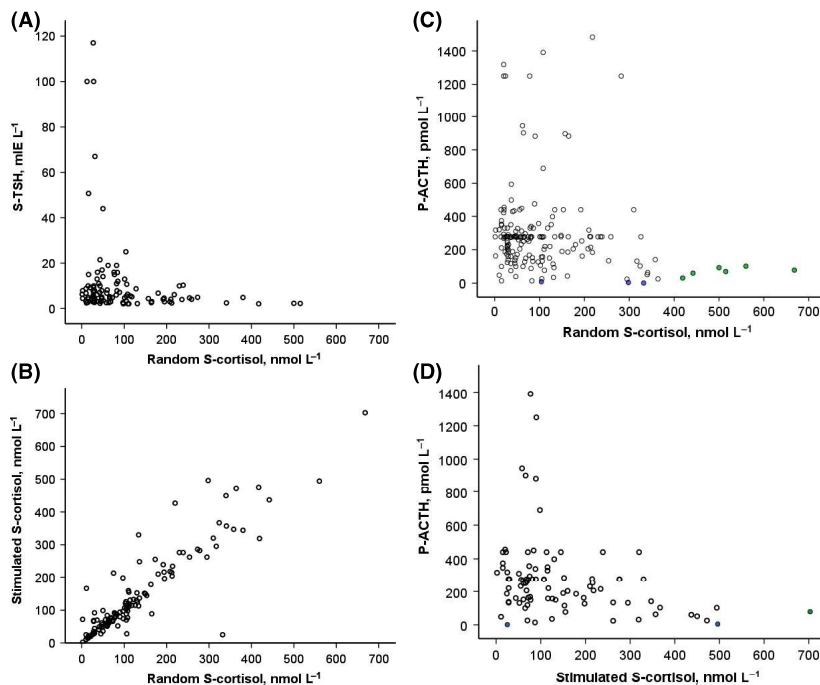 (A)
S-TSH, mIE L⁻¹
120
100
80
60
40
20
0
0 100 200 300 400 500 600 700
Random S-cortisol, nmol L⁻¹
(C)
P-ACTH, pmol L⁻¹
1400
1200
1000
800
600
400
200
0
0 100 200 300 400 500 600 700
Random S-cortisol, nmol L⁻¹
(B)
Stimulated S-cortisol, nmol L⁻¹
700
600
500
400
300
200
100
0
0 100 200 300 400 500 600 700
Random S-cortisol, nmol L⁻¹
(D)
P-ACTH, pmol L⁻¹
1400
1200
1000
800
600
400
200
0
0 100 200 300 400 500 600 700
Stimulated S-cortisol, nmol L⁻¹